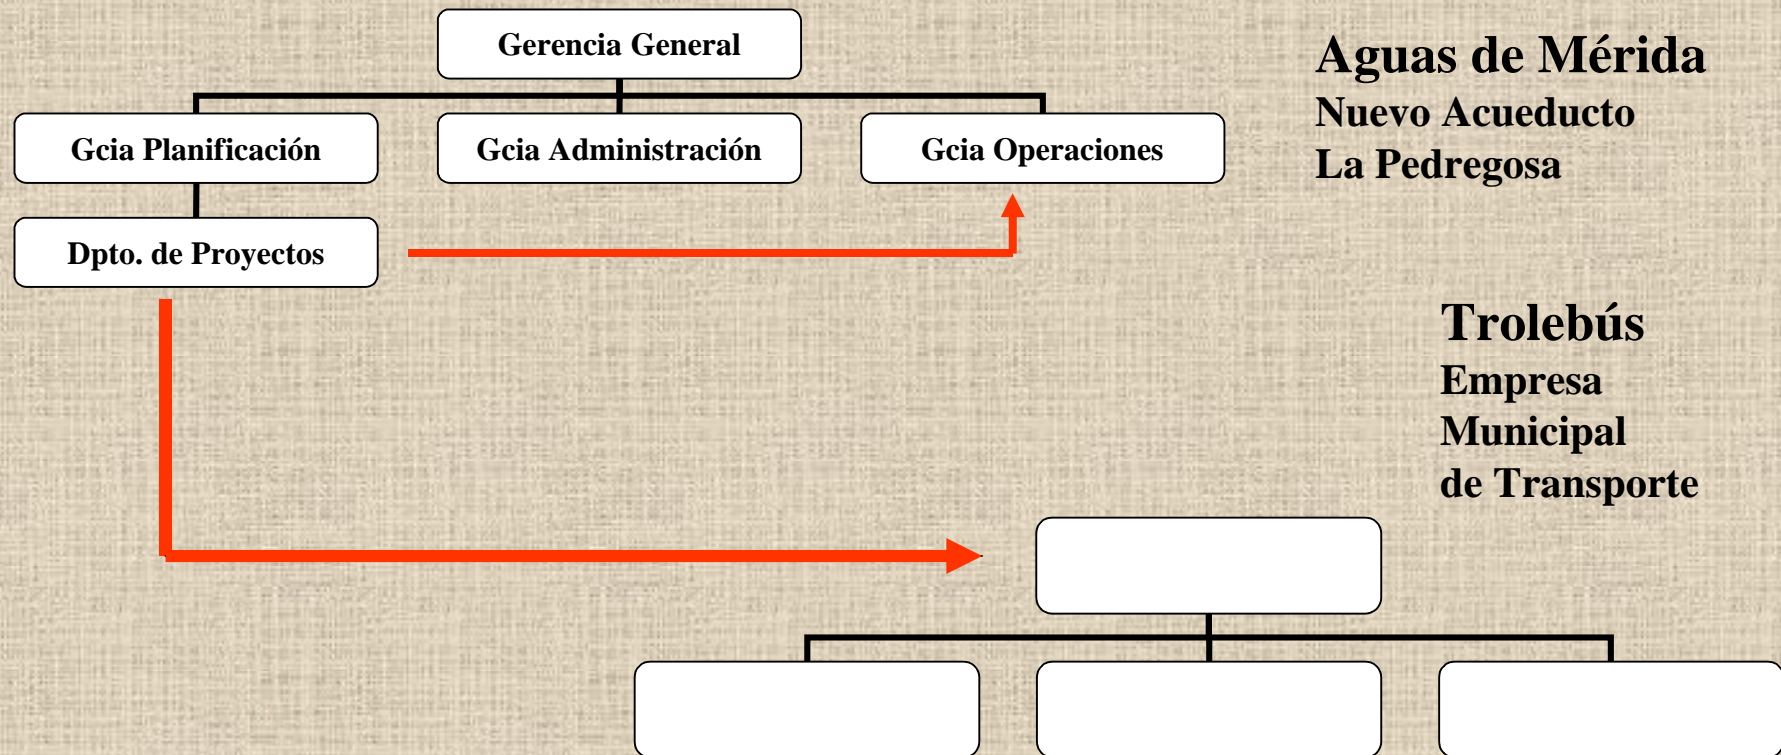 Gerencia General
Gcia Planificación
Gcia Administración
Gcia Operaciones
Dpto. de Proyectos
Aguas de Mérida
Nuevo Acueducto
La Pedregosa
Trolebús
Empresa
Municipal
de Transporte